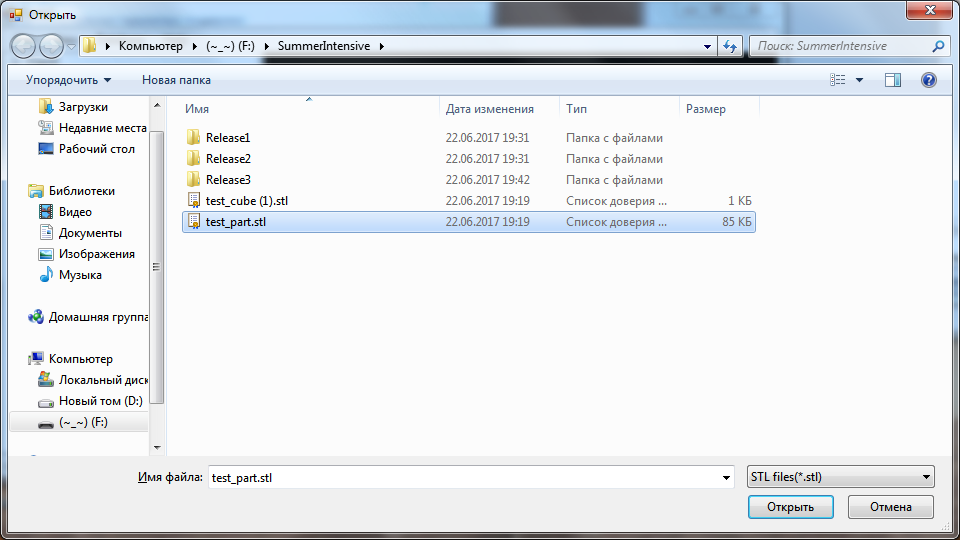 Открыть
Компьютер (~_~) (F:) SummerIntensive
Поиск: SummerIntensive
Упорядочить Новая папка
Загрузки
Недавние места
Рабочий стол
Библиотеки
Видео
Документы
Изображения
Музыка
Домашняя группа
Компьютер
Локальный диск
Новый том (D:)
(~_~) (F:)
Имя Дата изменения Тип Размер
Release1 22.06.2017 19:31 Папка с файлами
Release2 22.06.2017 19:31 Папка с файлами
Release3 22.06.2017 19:42 Папка с файлами
test_cube (1).stl 22.06.2017 19:19 Список доверия ... 1 КБ
test_part.stl 22.06.2017 19:19 Список доверия ... 85 КБ
Имя файла: test_part.stl STL files(*.stl)
Открыть Отмена